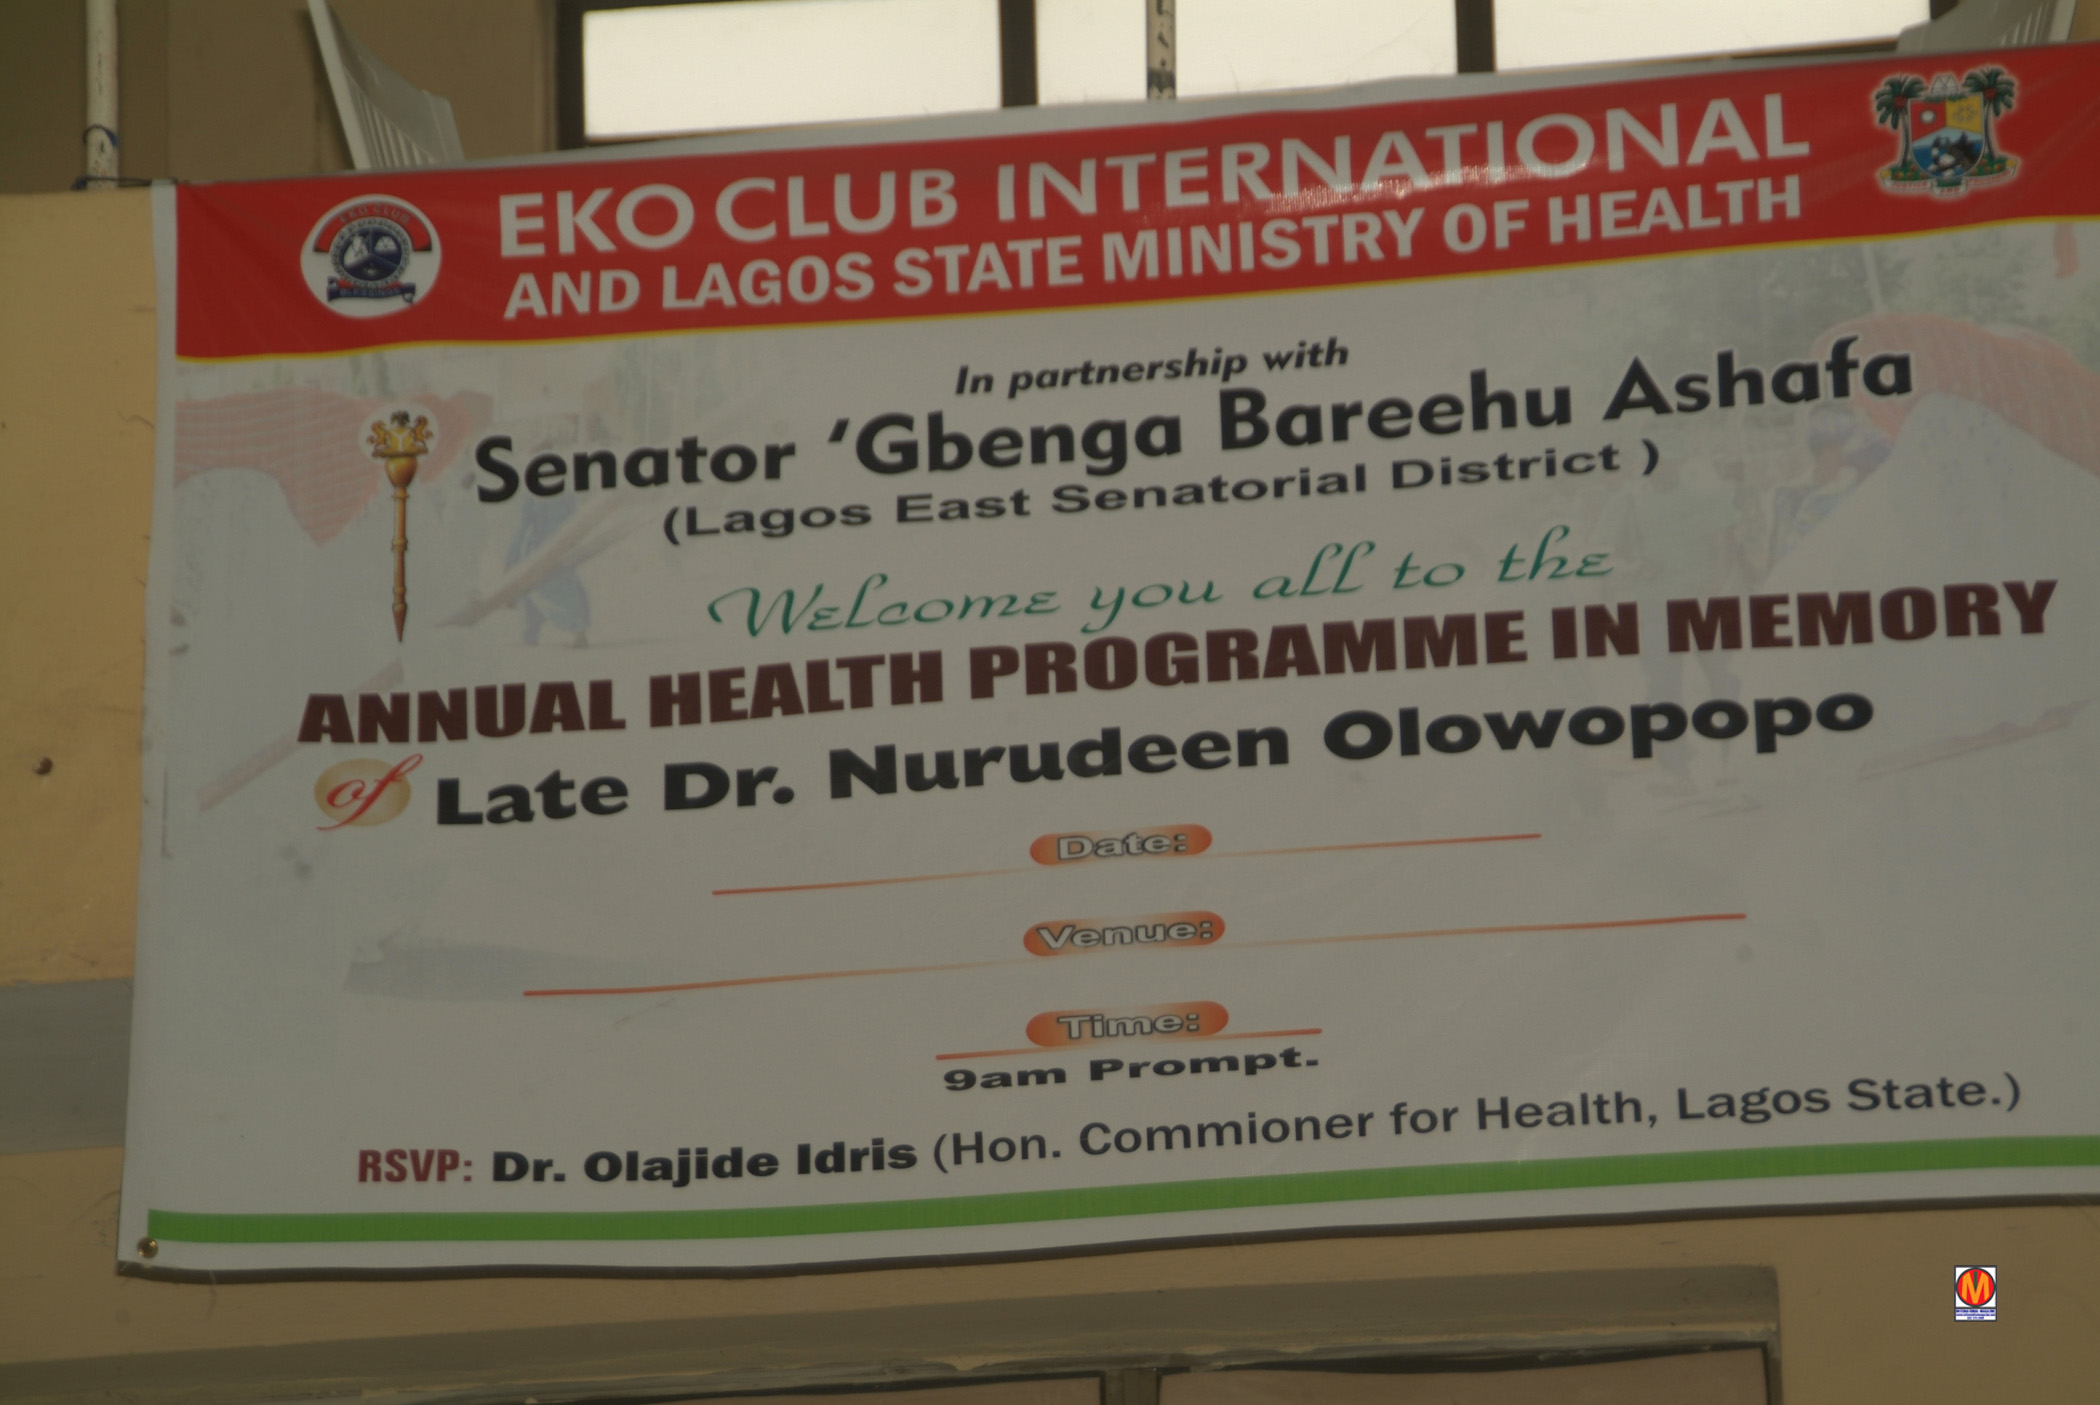 EKO CLUB INTERNATIONAL
AND LAGOS STATE MINISTRY OF HEALTH
EKO CLUB
In partnership with
Senator ‘Gbenga Bareehu Ashafa
(Lagos East Senatorial District )
Welcome you all to the
ANNUAL HEALTH PROGRAMME IN MEMORY
of Late Dr. Nurudeen Olowopopo
Date:
Venue:
Time:
9am Prompt.
RSVP: Dr. Olajide Idris (Hon. Commioner for Health, Lagos State.)
M